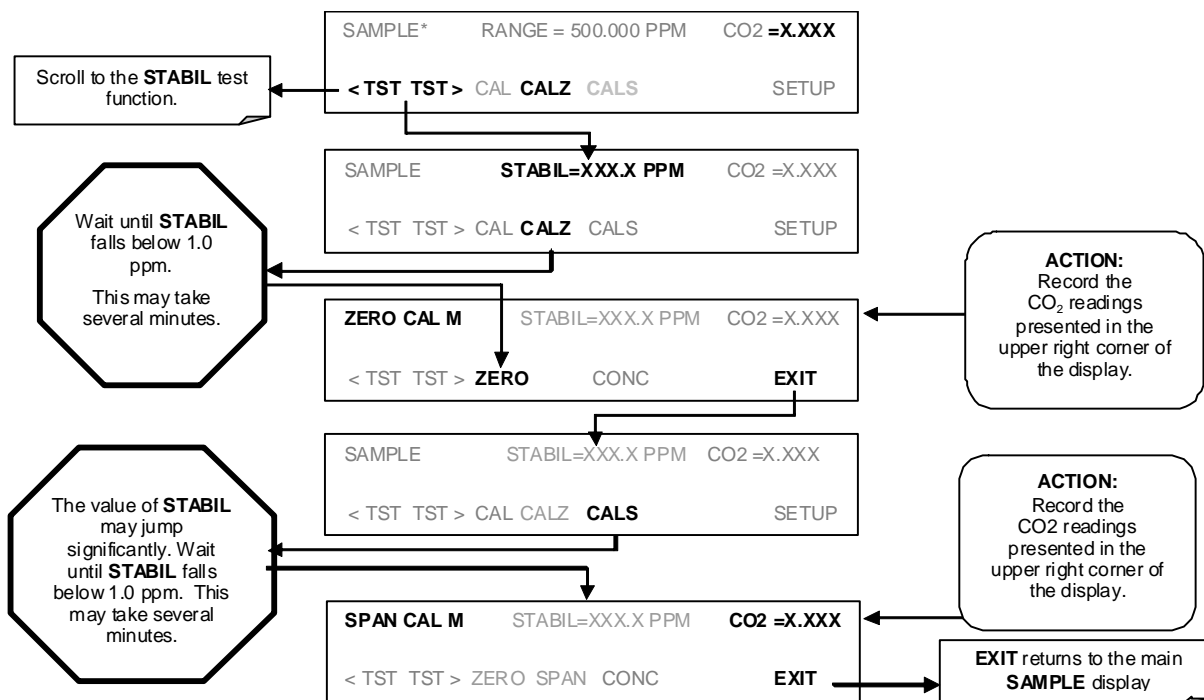 SAMPLE* RANGE = 500.000 PPM CO2 =X.XXX
Scroll to the STABIL test
function.
< TST TST > CAL CALZ CALS SETUP
SAMPLE STABIL=XXX.X PPM CO2 =X.XXX
< TST TST > CAL CALZ CALS SETUP
Wait until STABIL
falls below 1.0
ppm.
This may take
several minutes.
ZERO CAL M STABIL=XXX.X PPM CO2 =X.XXX
< TST TST > ZERO CONC EXIT
ACTION:
Record the
CO2 readings
presented in the
upper right corner of
the display.
SAMPLE STABIL=XXX.X PPM CO2 =X.XXX
< TST TST > CAL CALZ CALS SETUP
The value of STABIL
may jump
significantly. Wait
until STABIL falls
below 1.0 ppm. This
may take several
minutes.
ACTION:
Record the
CO2 readings
presented in the
upper right corner of
the display.
SPAN CAL M STABIL=XXX.X PPM CO2 =X.XXX
< TST TST > ZERO SPAN CONC EXIT
EXIT returns to the main
SAMPLE display